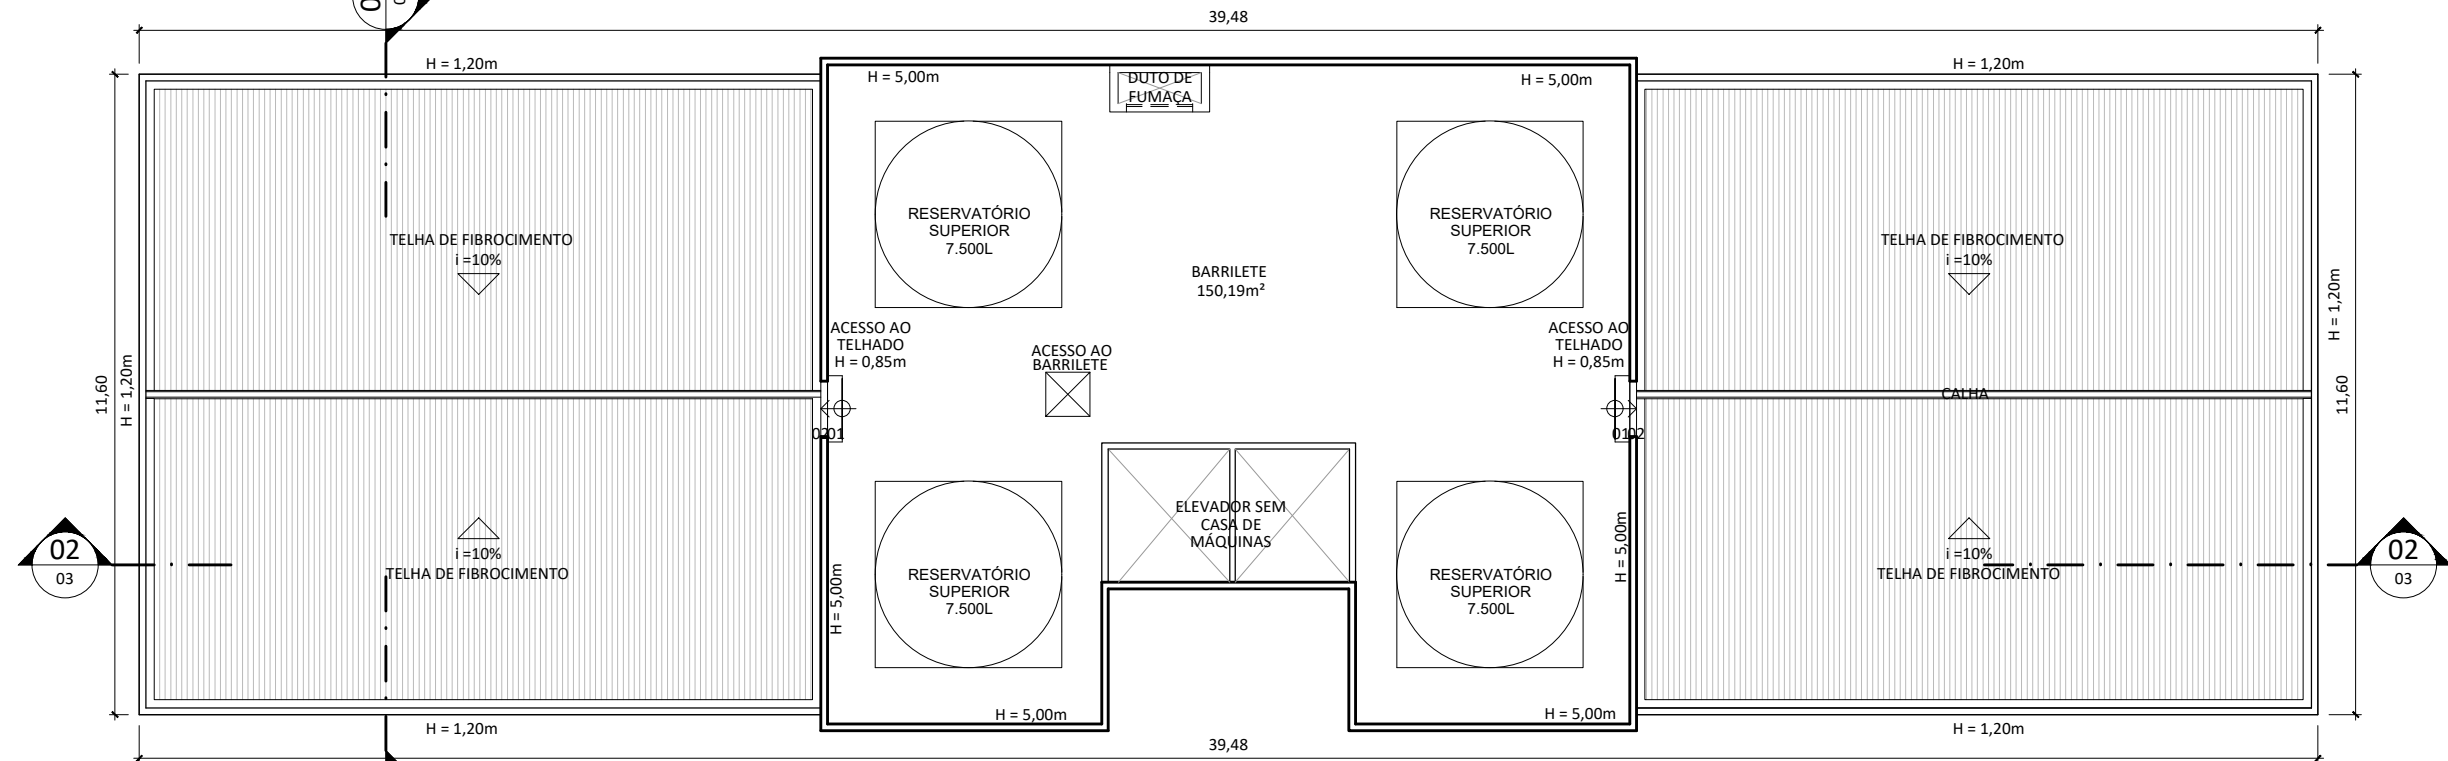 39,48
H = 1,20m
H = 5,00m
DUTO DE
FUMAÇA
H = 5,00m
H = 1,20m
RESERVATÓRIO
SUPERIOR
7.500L
RESERVATÓRIO
SUPERIOR
7.500L
TELHA DE FIBROCIMENTO
i =10%
BARRILETE
150,19m²
TELHA DE FIBROCIMENTO
i =10%
ACESSO AO
TELHADO
H = 0,85m
ACESSO AO
BARRILETE
ACESSO AO
TELHADO
H = 0,85m
H = 1,20m
11,60
H = 1,20m
CALHA
11,60
02
01
01
02
ELEVADOR SEM
CASA DE
MÁQUINAS
02
03
i =10%
TELHA DE FIBROCIMENTO
H = 5,00m
RESERVATÓRIO
SUPERIOR
7.500L
RESERVATÓRIO
SUPERIOR
7.500L
H = 5,00m
i =10%
TELHA DE FIBROCIMENTO
02
03
H = 1,20m
H = 5,00m
H = 5,00m
H = 1,20m
39,48